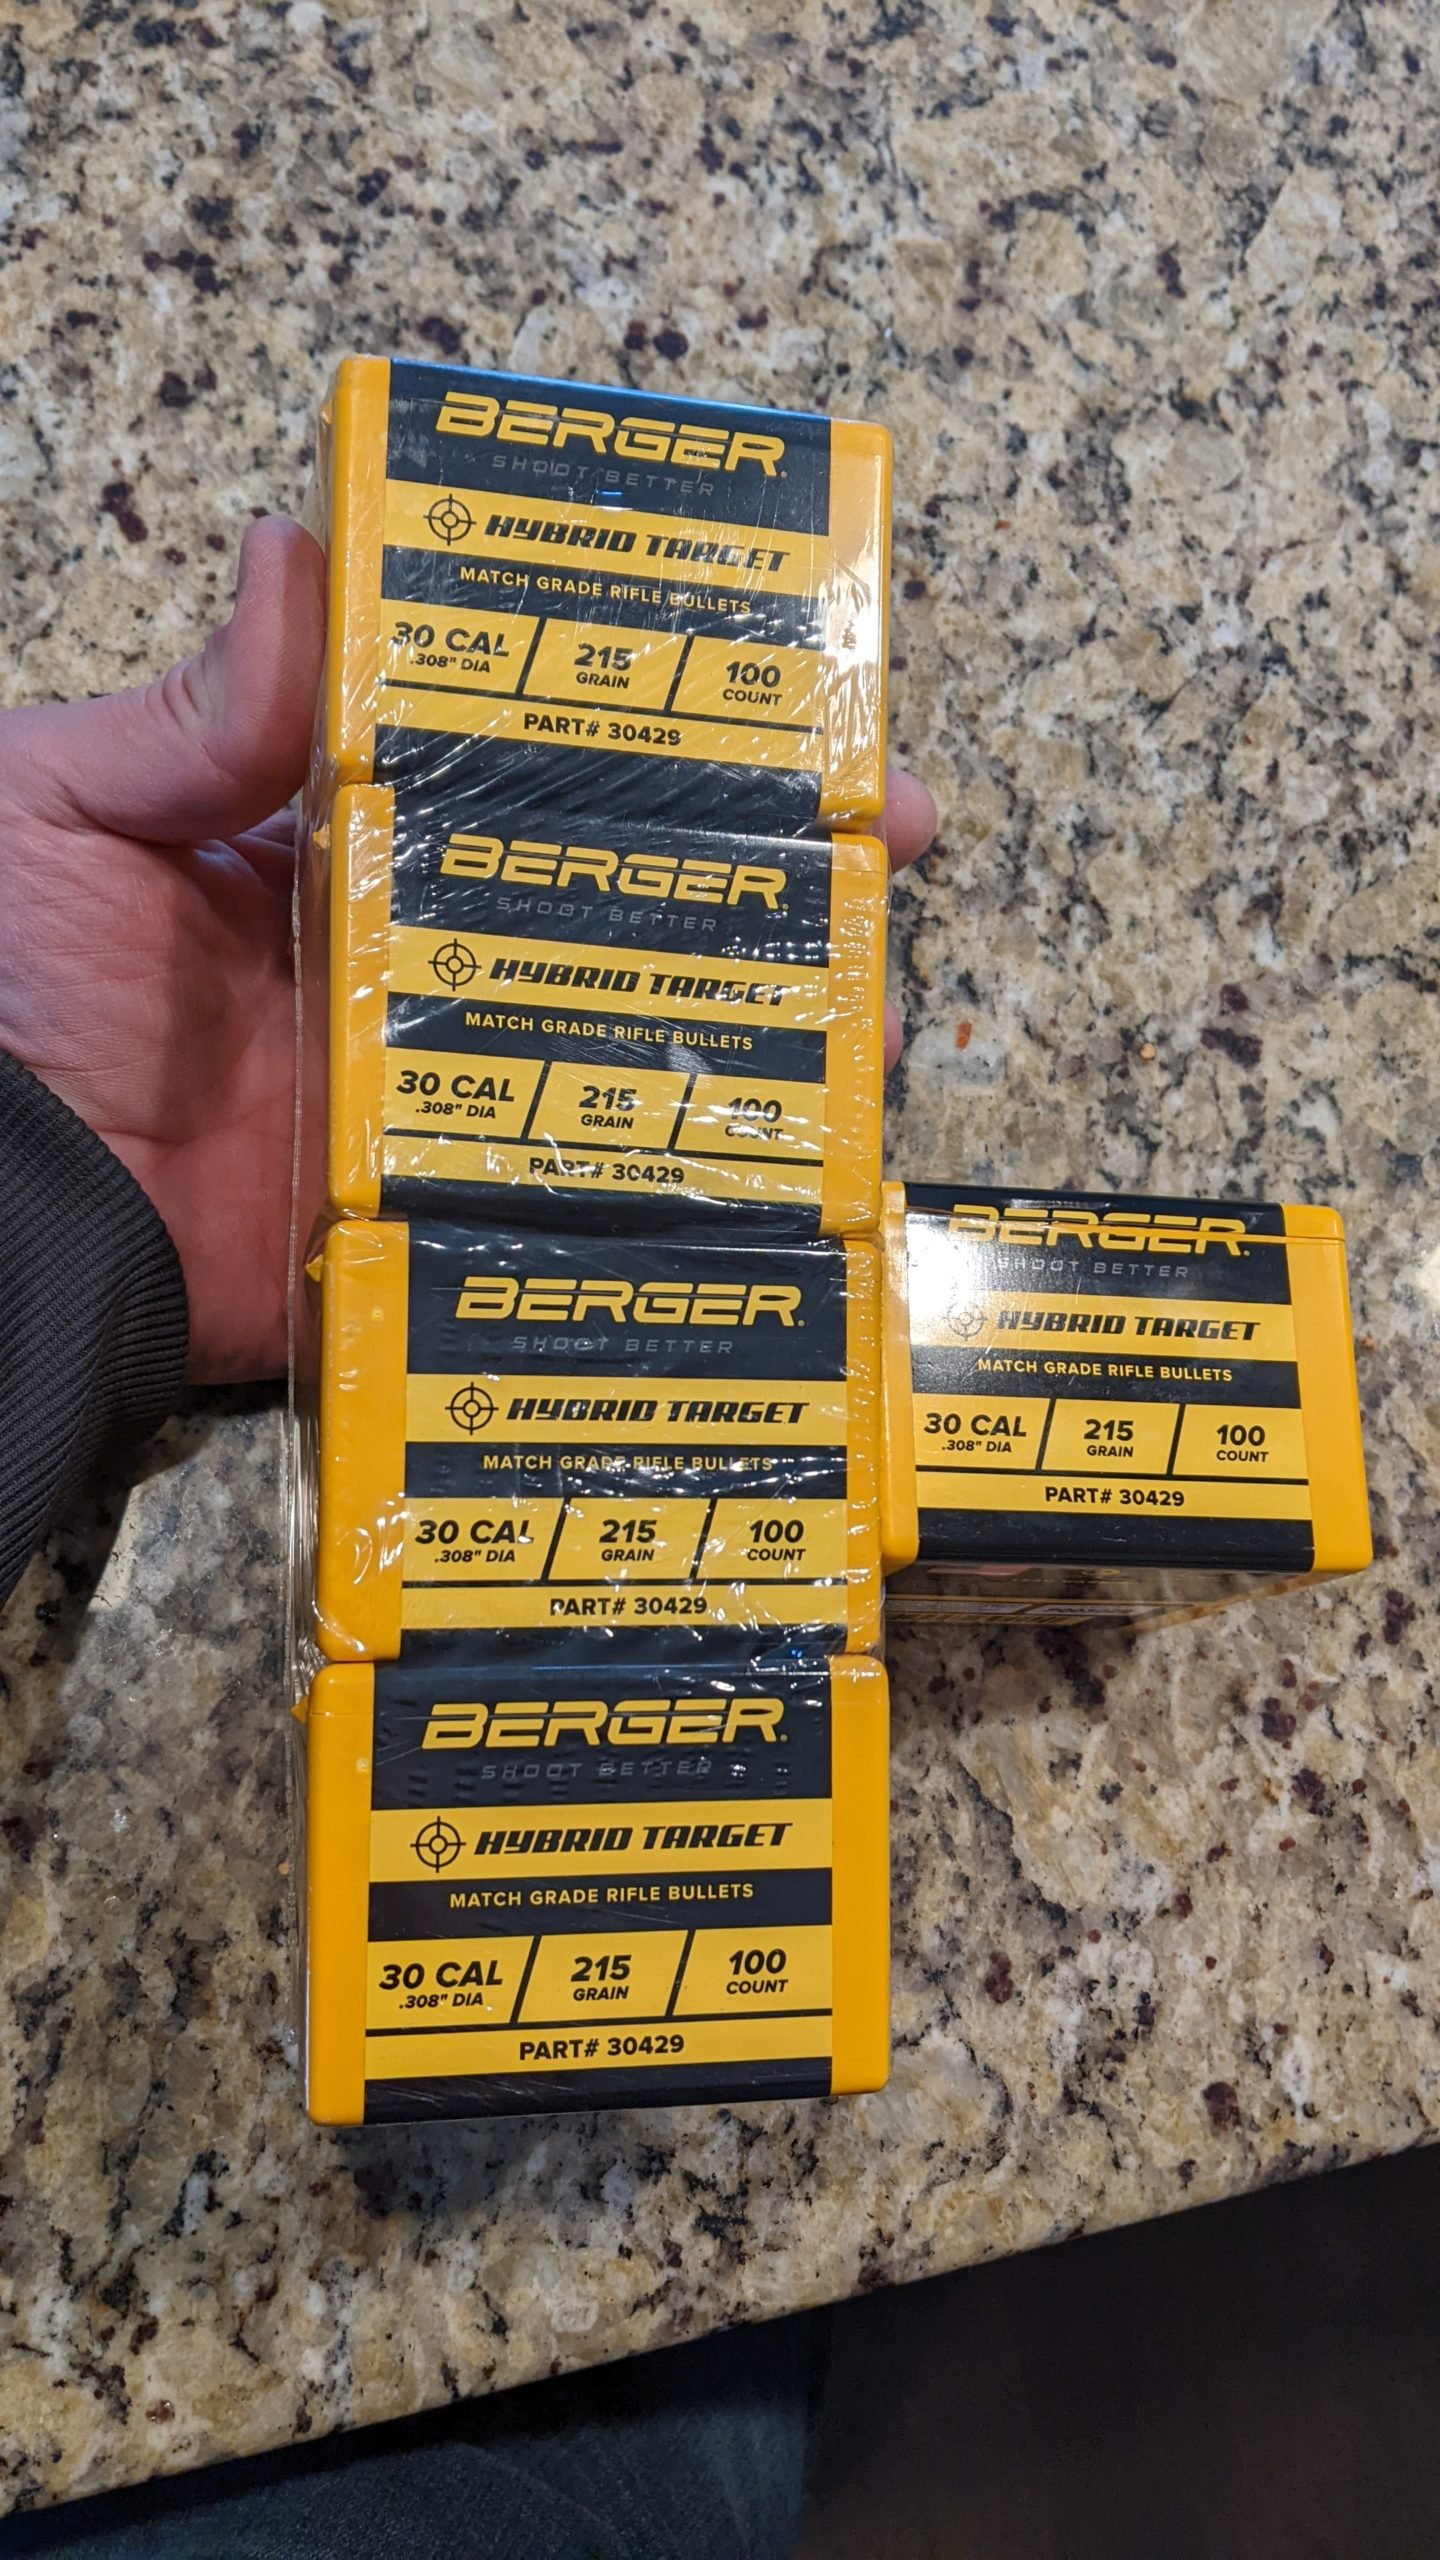 BERGER
SHOOT BETTER
HYBRID TARGET
MATCH GRADE RIFLE BULLETS
30 CAL
.308" DIA
215
GRAIN
100
COUNT
PART# 30429
BERGER
SHOOT BETTER
HYBRID TARGET
MATCH GRADE RIFLE BULLETS
30 CAL
.308" DIA
215
GRAIN
100
COUNT
PART# 30429
BERGER
SHOOT BETTER
HYBRID TARGET
MATCH GRADE RIFLE BULLETS
30 CAL
.308" DIA
215
GRAIN
100
COUNT
PART# 30429
BERGER
SHOOT BETTER
HYBRID TARGET
MATCH GRADE RIFLE BULLETS
30 CAL
.308" DIA
215
GRAIN
100
COUNT
PART# 30429
BERGER
SHOOT BETTER
HYBRID TARGET
MATCH GRADE RIFLE BULLETS
30 CAL
.308" DIA
215
GRAIN
100
COUNT
PART# 30429